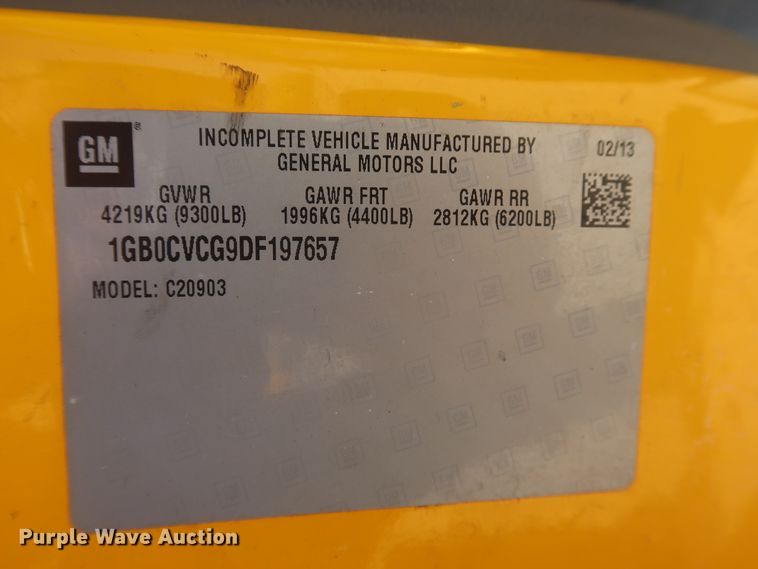 GM ®
INCOMPLETE VEHICLE MANUFACTURED BY
GENERAL MOTORS LLC
02/13
GVWR GAWR FRT GAWR RR
4219KG (9300LB) 1996KG (4400LB) 2812KG (6200LB)
1GB0CVCG9DF197657
MODEL: C20903
Purple Wave Auction